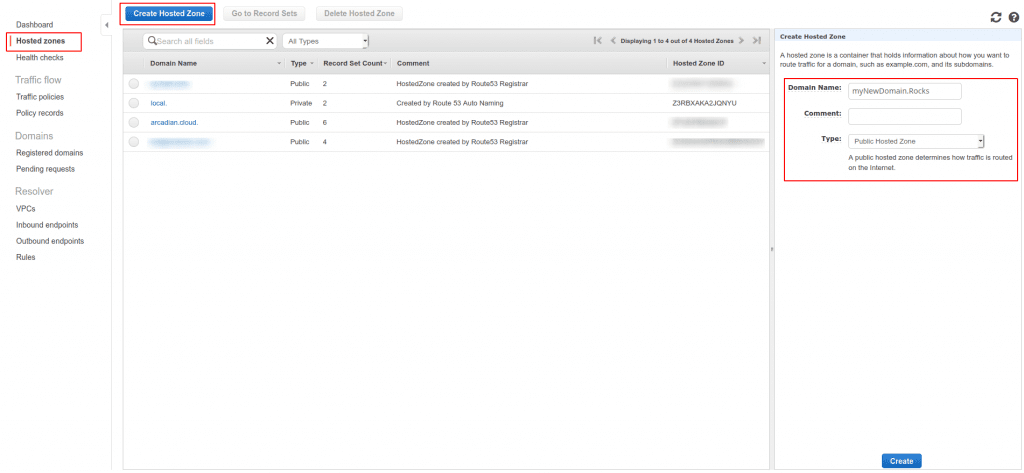 Create Hosted Zone
Go to Record Sets
Delete Hosted Zone
Dashboard
Hosted zones
Health checks
Traffic flow
Traffic policies
Policy records
Domains
Registered domains
Pending requests
Resolver
VPCs
Inbound endpoints
Outbound endpoints
Rules
Search all fields
All Types
Displaying 1 to 4 out of 4 Hosted Zones
Domain Name Type Record Set Count Comment Hosted Zone ID
Public 2 HostedZone created by Route53 Registrar
local. Private 2 Created by Route 53 Auto Naming Z3RBXAKA2JQNYU
arcadian.cloud. Public 6 HostedZone created by Route53 Registrar
Public 4 HostedZone created by Route53 Registrar
Create Hosted Zone
A hosted zone is a container that holds information about how you want to
route traffic for a domain, such as example.com, and its subdomains.
Domain Name: myNewDomain.Rocks
Comment:
Type: Public Hosted Zone
A public hosted zone determines how traffic is routed
on the Internet.
Create